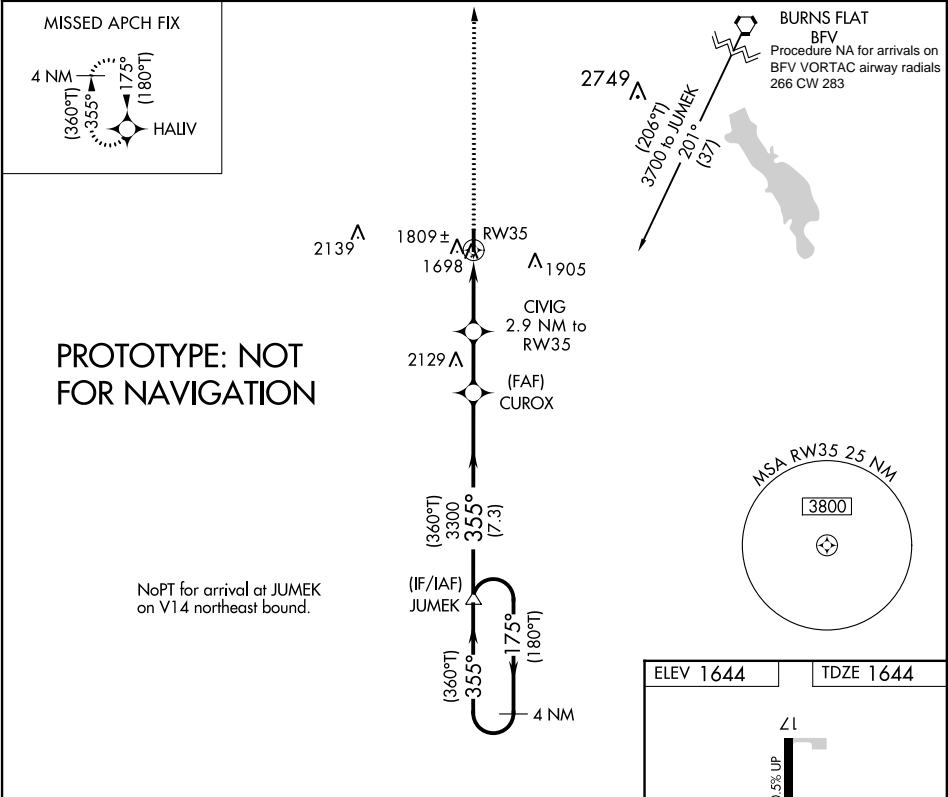 MISSED APCH FIX
4 NM
(360°T)
355°
175°
(180°T)
HALIV
BURNS FLAT
BFV
Procedure NA for arrivals on
BFV VORTAC airway radials
266 CW 283
2749
(206°T)
3700 to JUMEK
201°
(37)
2139
1809±
RW35
1698
1905
CIVIG
2.9 NM to
RW35
PROTOTYPE: NOT
FOR NAVIGATION
2129
(FAF)
CUROX
MSA RW35 25 NM
3800
(360°T)
3300
355°
(7.3)
NoPT for arrival at JUMEK
on V14 northeast bound.
(IF/IAF)
JUMEK
(360°T)
355°
175°
(180°T)
4 NM
ELEV 1644
TDZE 1644
17
0.5% UP